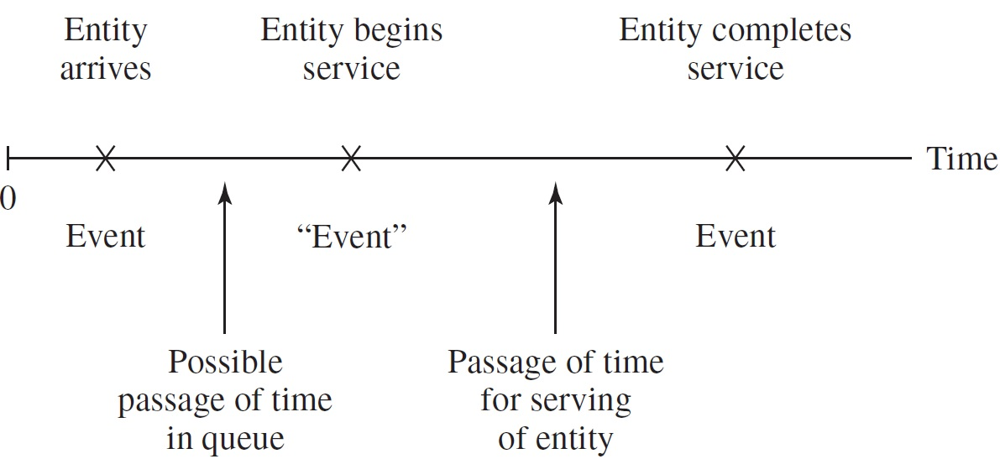 Entity
arrives
Entity begins
service
Entity completes
service
Time
0
Event
“Event”
Event
Possible
passage of time
in queue
Passage of time
for serving
of entity